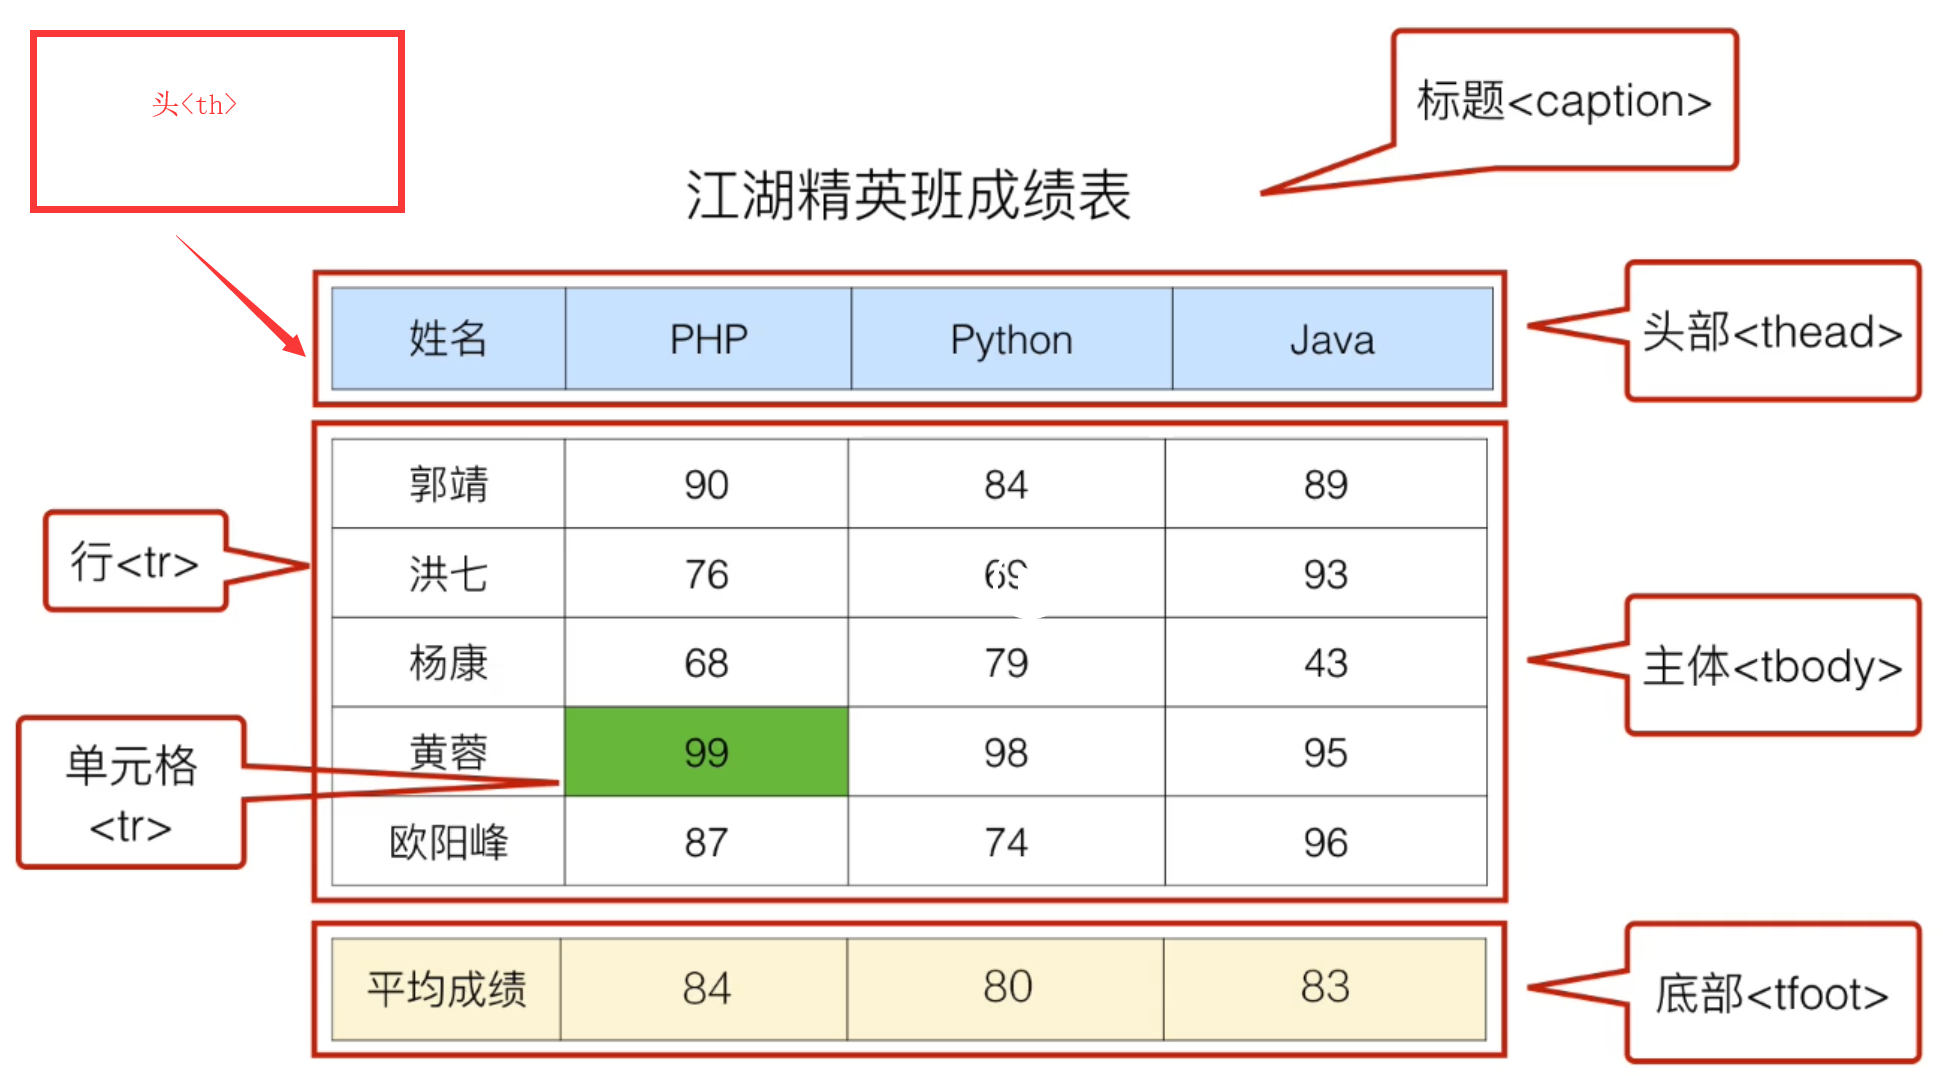 头<th>
标题<caption>
江湖精英班成绩表
姓名 PHP Python Java
头部<thead>
郭靖 90 84 89
行<tr>
洪七 76 69 93
杨康 68 79 43
主体<tbody>
单元格
<tr>
黄蓉 99 98 95
欧阳峰 87 74 96
平均成绩 84 80 83
底部<tfoot>